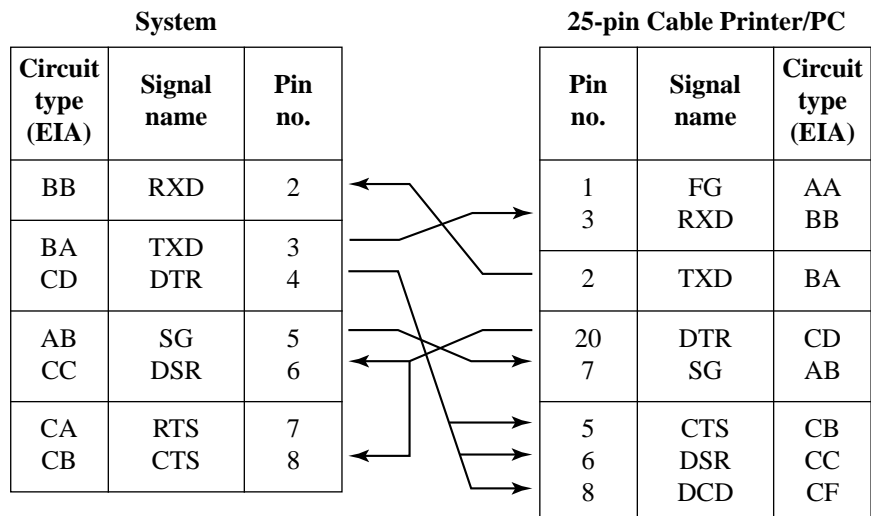 System
Circuit type (EIA) Signal name Pin no.
BB RXD 2
BA TXD 3
CD DTR 4
AB SG 5
CC DSR 6
CA RTS 7
CB CTS 8
25-pin Cable Printer/PC
Pin no. Signal name Circuit type (EIA)
1 FG AA
3 RXD BB
2 TXD BA
20 DTR CD
7 SG AB
5 CTS CB
6 DSR CC
8 DCD CF